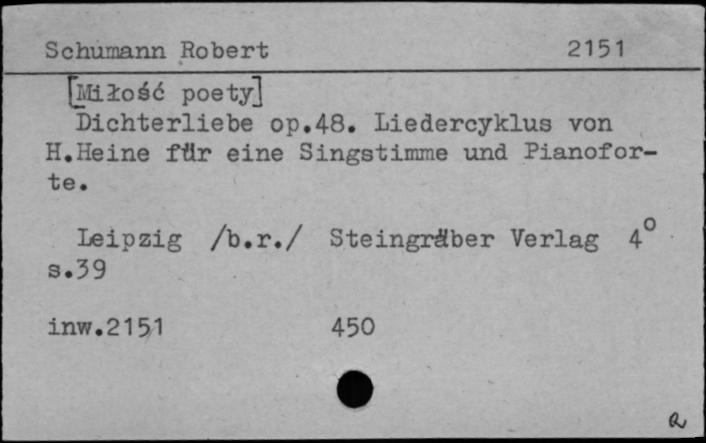 Schumann Robert 2151
[Miłość poety]
Dichterliebe op.48. Liedercyklus von
H.Heine für eine Singstimme und Pianofor-
te.
Leipzig /b.r./ Steingräber Verlag 4°
s.39
inw.2151 450